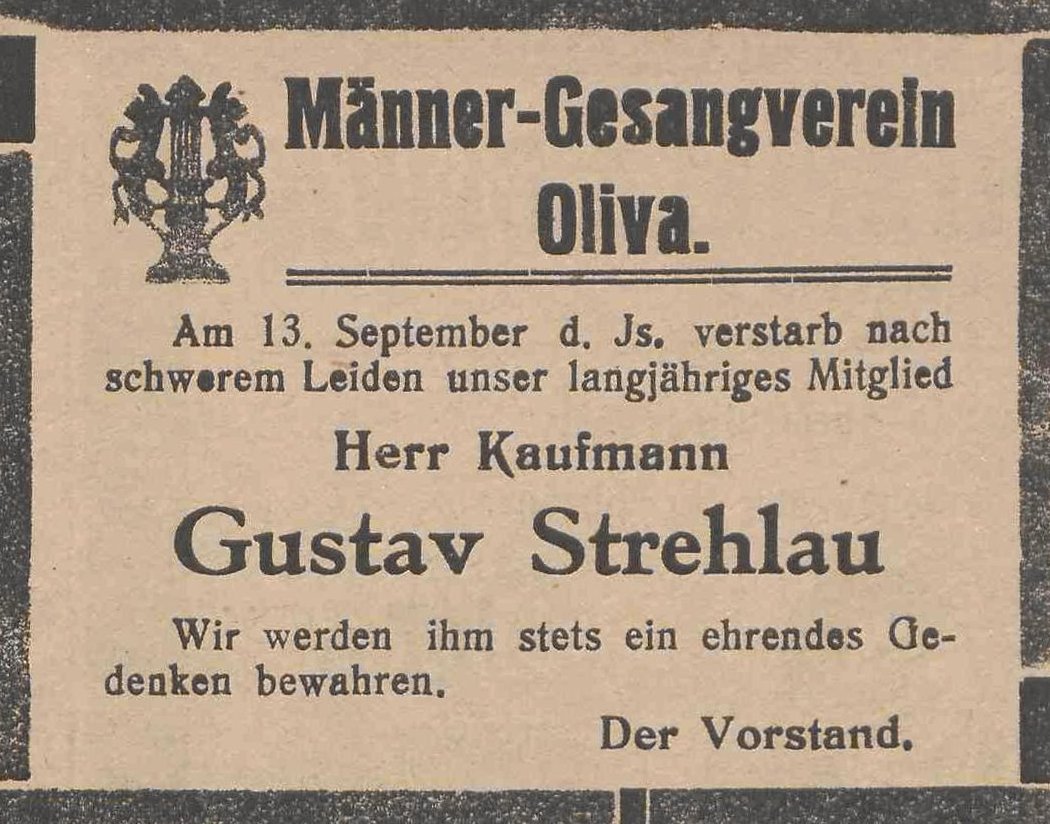 Männer-Gesangverein
Oliva.
Am 13. September d. Js. verstarb nach
schwerem Leiden unser langjähriges Mitglied
Herr Kaufmann
Gustav Strehlau
Wir werden ihm stets ein ehrendes Ge-
denken bewahren.
Der Vorstand.